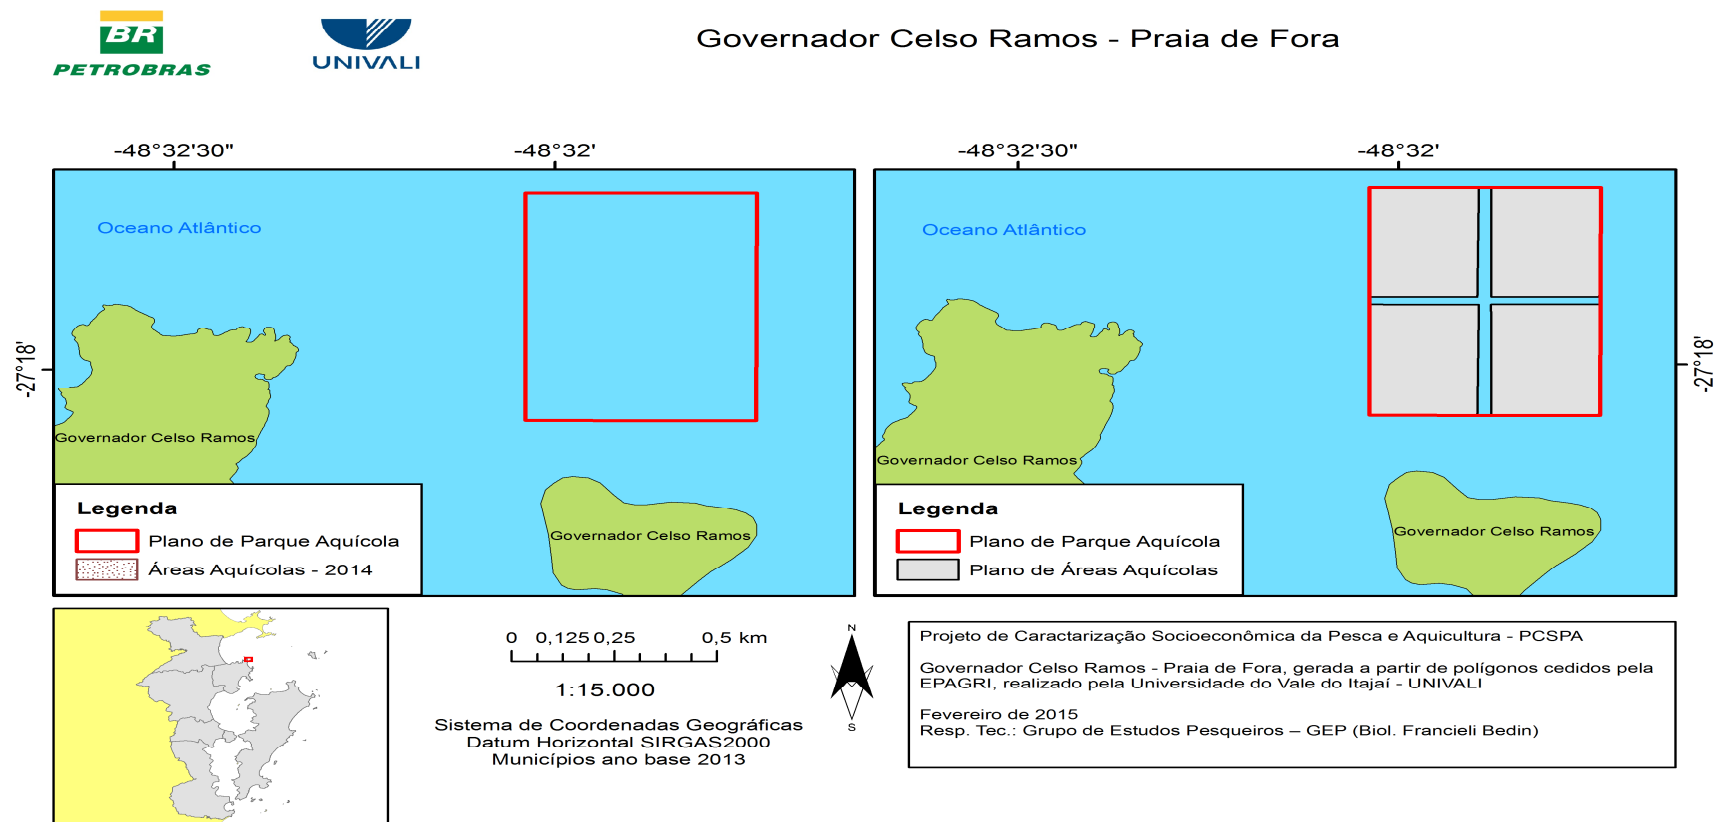 BR
PETROBRAS
UNIVALI
Governador Celso Ramos - Praia de Fora
-48°32'30"
-48°32'
-48°32'30"
-48°32'
Oceano Atlântico
-27°18'
Governador Celso Ramos
Governador Celso Ramos
Legenda
Plano de Parque Aquícola
Áreas Aquícolas - 2014
Oceano Atlântico
-27°18'
Governador Celso Ramos
Governador Celso Ramos
Legenda
Plano de Parque Aquícola
Plano de Áreas Aquícolas
0 0,125 0,25 0,5 km
1:15.000
Sistema de Coordenadas Geográficas
Datum Horizontal SIRGAS2000
Municípios ano base 2013
N
S
Projeto de Caractarização Socioeconômica da Pesca e Aquicultura - PCSPA
Governador Celso Ramos - Praia de Fora, gerada a partir de polígonos cedidos pela
EPAGRI, realizado pela Universidade do Vale do Itajaí - UNIVALI
Fevereiro de 2015
Resp. Tec.: Grupo de Estudos Pesqueiros – GEP (Biol. Francieli Bedin)